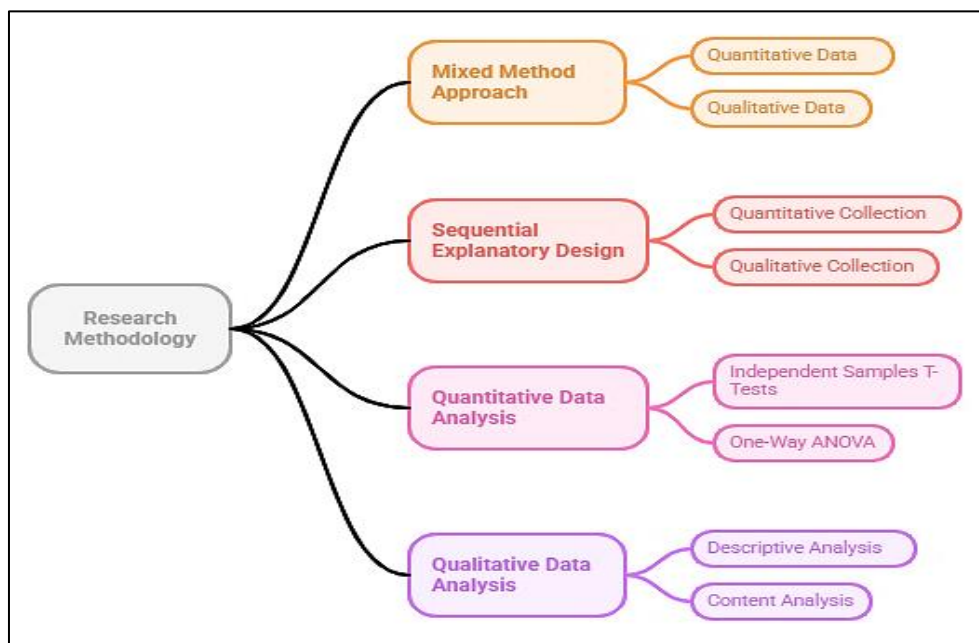 Research
Methodology
Mixed Method
Approach
Quantitative Data
Qualitative Data
Sequential
Explanatory Design
Quantitative Collection
Qualitative Collection
Quantitative Data
Analysis
Independent Samples T-
Tests
One-Way ANOVA
Qualitative Data
Analysis
Descriptive Analysis
Content Analysis